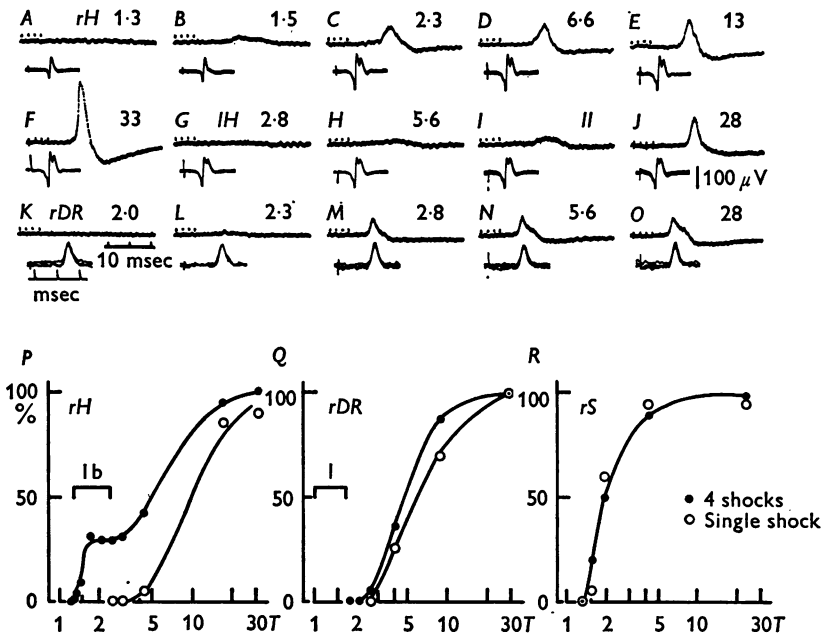 A rH 1·3 B 1·5 C 2·3 D 6·6 E 13
F 33 G lH 2·8 H 5·6 I II J 28
100 μV
K rDR 2·0 L 2·3 M 2·8 N 5·6 O 28
10 msec
msec
P Q R
100 % rH 100 rDR 100 rS
I b I
50 50 50
4 shocks
Single shock
0 0 0
1 2 5 10 30T 1 2 5 10 30T 1 2 5 10 30T